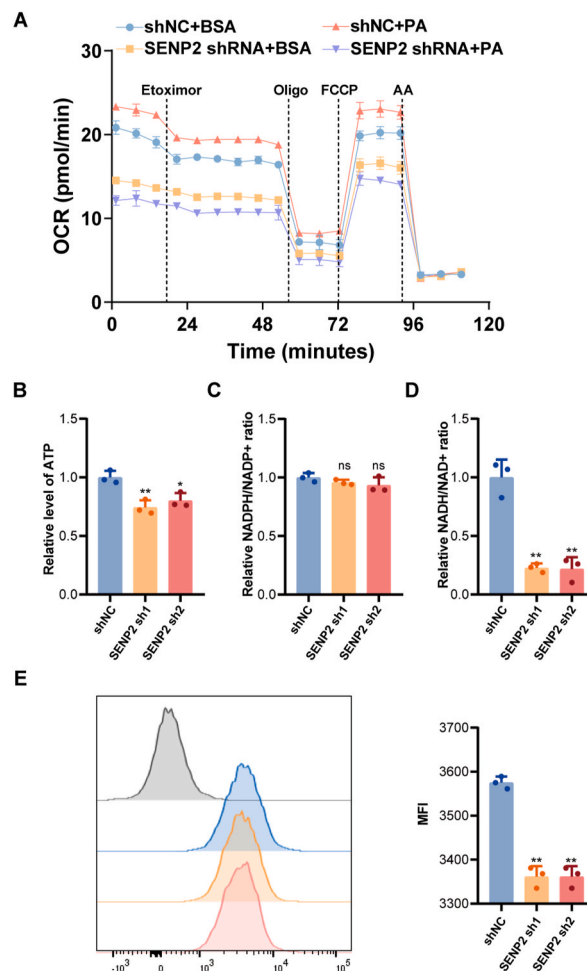 A
shNC+BSA
shNC+PA
SENP2 shRNA+BSA
SENP2 shRNA+PA
30
20
10
0
OCR (pmol/min)
Etoximor
Oligo
FCCP
AA
0 24 48 72 96 120
Time (minutes)
B
1.5
1.0
0.5
0.0
Relative level of ATP
**
*
shNC
SENP2 sh1
SENP2 sh2
C
1.5
1.0
0.5
0.0
Relative NADPH/NADP+ ratio
ns
ns
shNC
SENP2 sh1
SENP2 sh2
D
1.5
1.0
0.5
0.0
Relative NADH/NAD+ ratio
**
**
shNC
SENP2 sh1
SENP2 sh2
E
-10³ 0 10³ 10⁴ 10⁵
3700
3600
3500
3400
3300
MFI
**
**
shNC
SENP2 sh1
SENP2 sh2